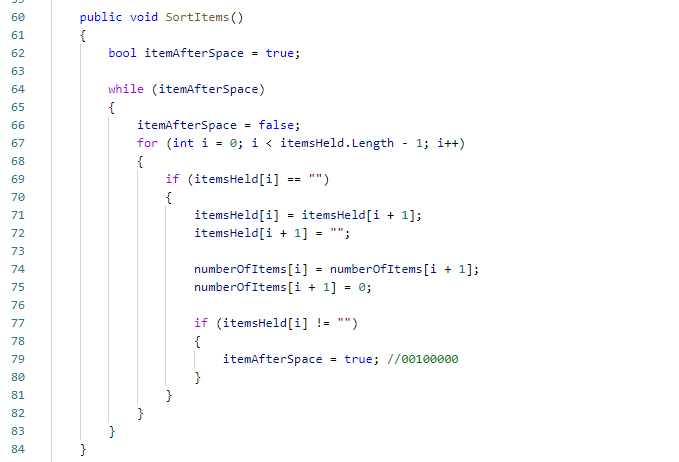 60 public void SortItems()
61 {
62 bool itemAfterSpace = true;
63
64 while (itemAfterSpace)
65 {
66 itemAfterSpace = false;
67 for (int i = 0; i < itemsHeld.Length - 1; i++)
68 {
69 if (itemsHeld[i] == "")
70 {
71 itemsHeld[i] = itemsHeld[i + 1];
72 itemsHeld[i + 1] = "";
73
74 numberOfItems[i] = numberOfItems[i + 1];
75 numberOfItems[i + 1] = 0;
76
77 if (itemsHeld[i] != "")
78 {
79 itemAfterSpace = true; //00100000
80 }
81 }
82 }
83 }
84 }